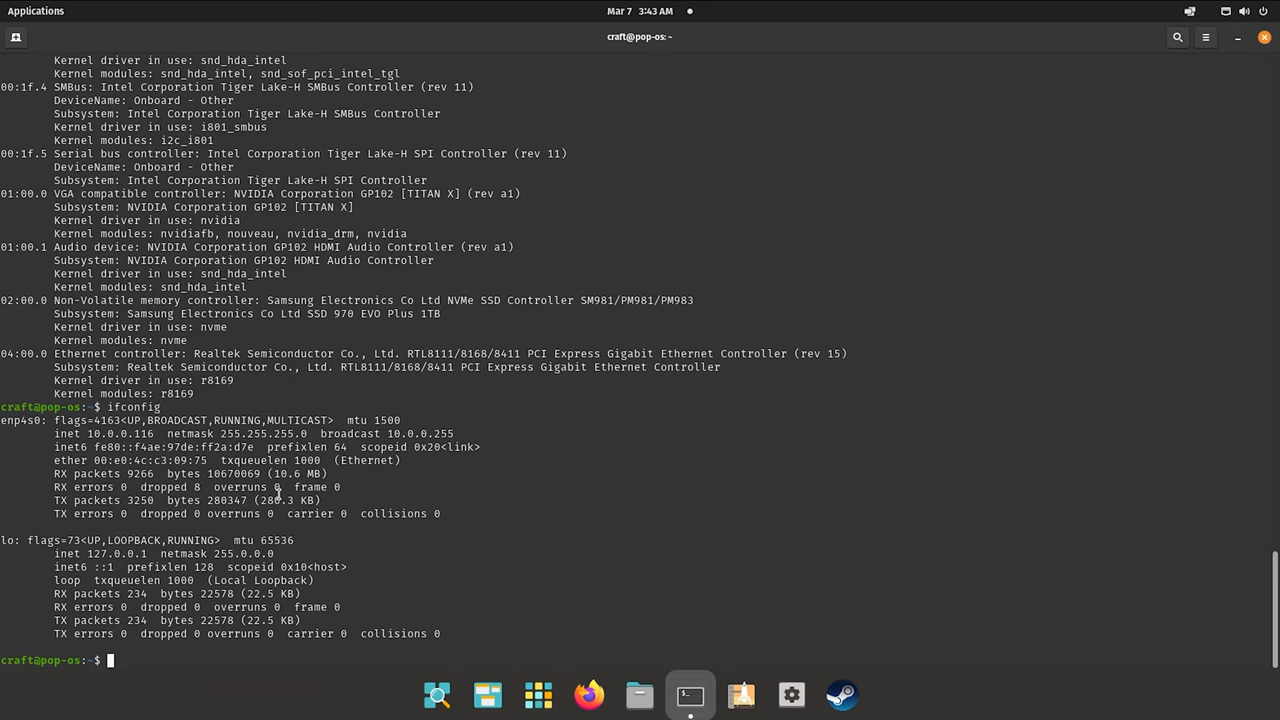 Applications
Mar 7 3:43 AM
craft@pop-os: ~
Kernel driver in use: snd_hda_intel
Kernel modules: snd_hda_intel, snd_sof_pci_intel_tgl
00:1f.4 SMBus: Intel Corporation Tiger Lake-H SMBus Controller (rev 11)
DeviceName: Onboard - Other
Subsystem: Intel Corporation Tiger Lake-H SMBus Controller
Kernel driver in use: i801_smbus
Kernel modules: i2c_i801
00:1f.5 Serial bus controller: Intel Corporation Tiger Lake-H SPI Controller (rev 11)
DeviceName: Onboard - Other
Subsystem: Intel Corporation Tiger Lake-H SPI Controller
01:00.0 VGA compatible controller: NVIDIA Corporation GP102 [TITAN X] (rev a1)
Subsystem: NVIDIA Corporation GP102 [TITAN X]
Kernel driver in use: nvidia
Kernel modules: nvidiafb, nouveau, nvidia_drm, nvidia
01:00.1 Audio device: NVIDIA Corporation GP102 HDMI Audio Controller (rev a1)
Subsystem: NVIDIA Corporation GP102 HDMI Audio Controller
Kernel driver in use: snd_hda_intel
Kernel modules: snd_hda_intel
02:00.0 Non-Volatile memory controller: Samsung Electronics Co Ltd NVMe SSD Controller SM981/PM981/PM983
Subsystem: Samsung Electronics Co Ltd SSD 970 EVO Plus 1TB
Kernel driver in use: nvme
Kernel modules: nvme
04:00.0 Ethernet controller: Realtek Semiconductor Co., Ltd. RTL8111/8168/8411 PCI Express Gigabit Ethernet Controller (rev 15)
Subsystem: Realtek Semiconductor Co., Ltd. RTL8111/8168/8411 PCI Express Gigabit Ethernet Controller
Kernel driver in use: r8169
Kernel modules: r8169
craft@pop-os:~$ ifconfig
enp4s0: flags=4163<UP,BROADCAST,RUNNING,MULTICAST> mtu 1500
inet 10.0.0.116 netmask 255.255.255.0 broadcast 10.0.0.255
inet6 fe80::f4ae:97de:ff2a:d7e prefixlen 64 scopeid 0x20<link>
ether 00:e0:4c:c3:09:75 txqueuelen 1000 (Ethernet)
RX packets 9266 bytes 10670069 (10.6 MB)
RX errors 0 dropped 8 overruns 0 frame 0
TX packets 3250 bytes 280347 (280.3 KB)
TX errors 0 dropped 0 overruns 0 carrier 0 collisions 0
lo: flags=73<UP,LOOPBACK,RUNNING> mtu 65536
inet 127.0.0.1 netmask 255.0.0.0
inet6 ::1 prefixlen 128 scopeid 0x10<host>
loop txqueuelen 1000 (Local Loopback)
RX packets 234 bytes 22578 (22.5 KB)
RX errors 0 dropped 0 overruns 0 frame 0
TX packets 234 bytes 22578 (22.5 KB)
TX errors 0 dropped 0 overruns 0 carrier 0 collisions 0
craft@pop-os:~$